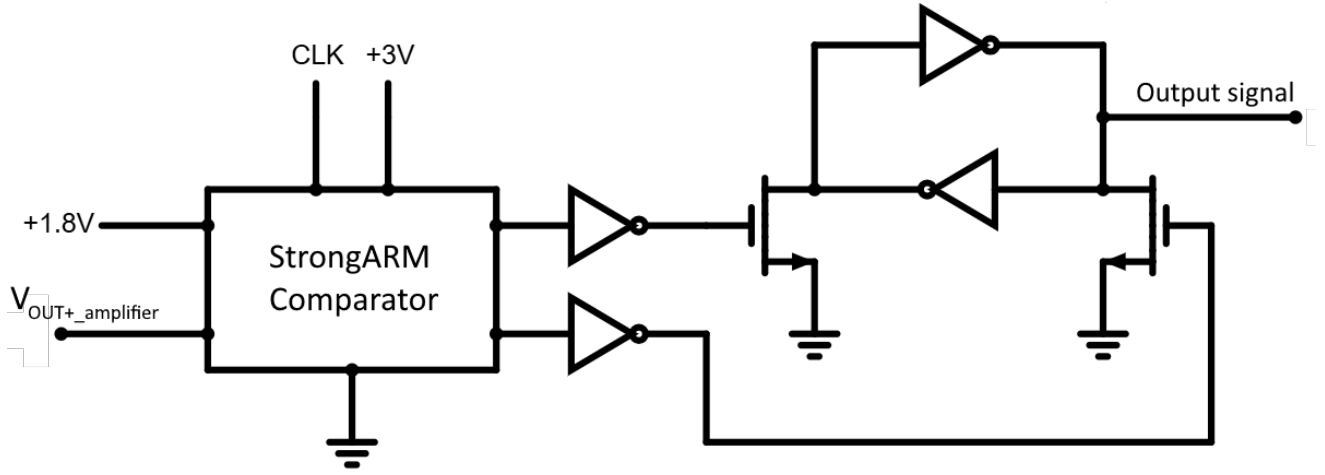 CLK +3V
Output signal
+1.8V
StrongARM
Comparator
VOUT+_amplifier